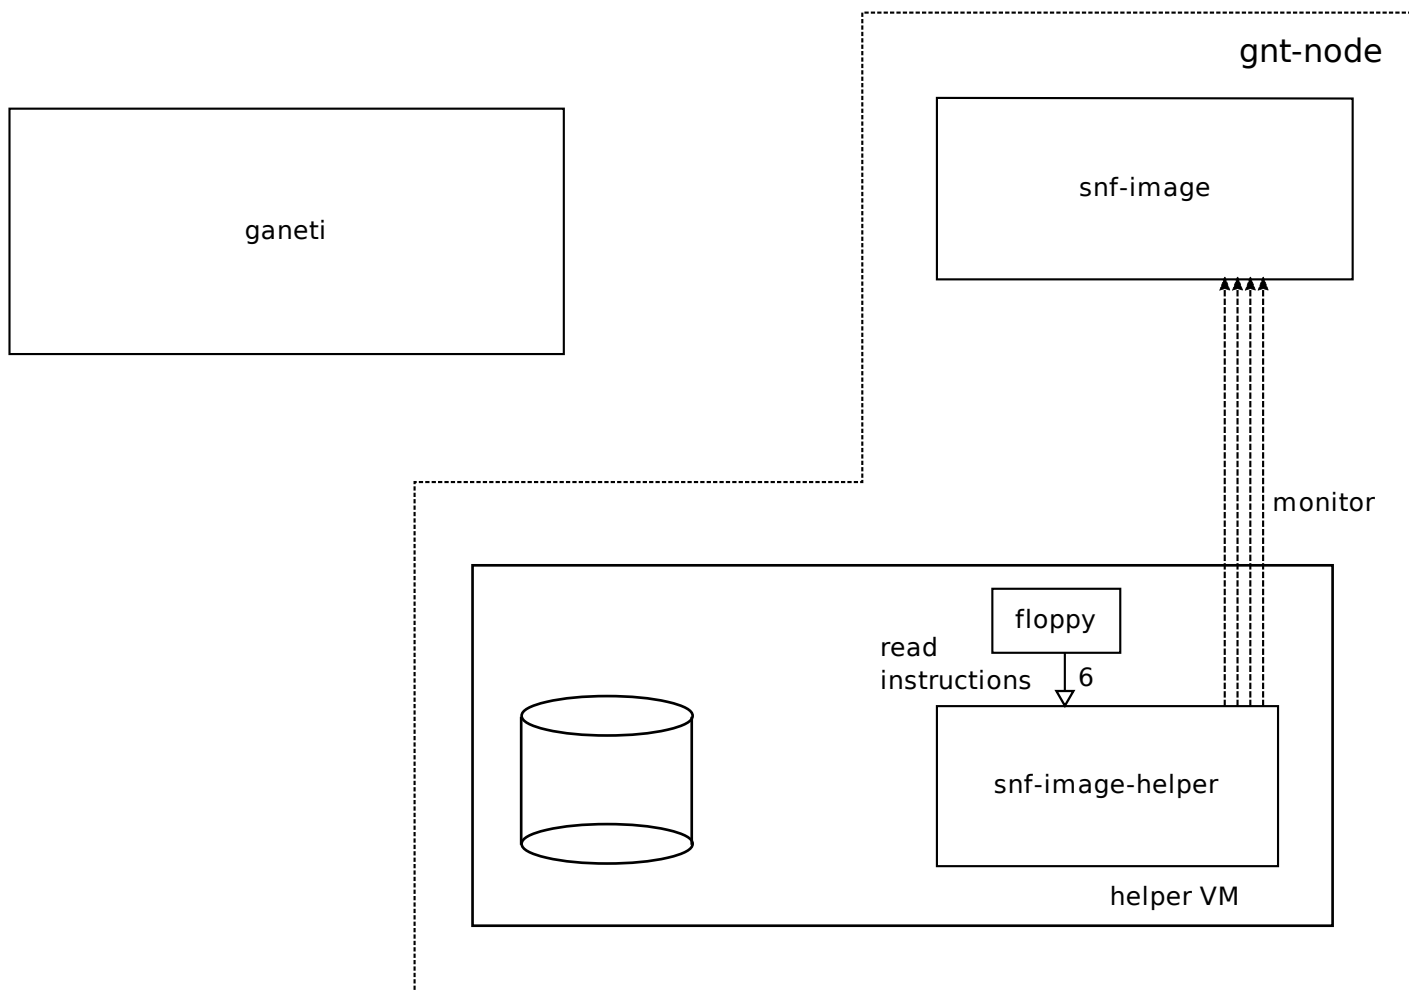 gnt-node
snf-image
ganeti
monitor
floppy
read
instructions
6
snf-image-helper
helper VM